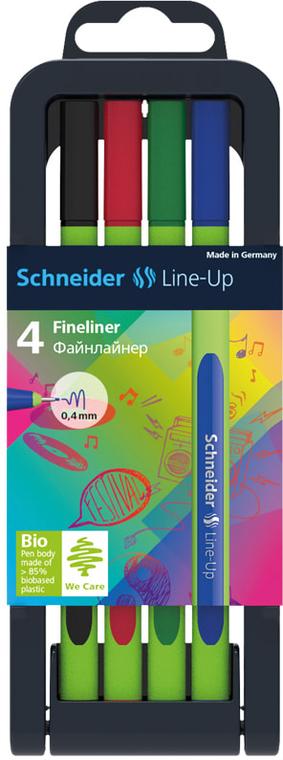 Made in Germany
Schneider Line-Up
4 Fineliner
Файнлайнер
0,4 mm
FESTIVAL
Schneider Line-Up
Bio
Pen body
made of
> 85%
biobased
plastic
We Care